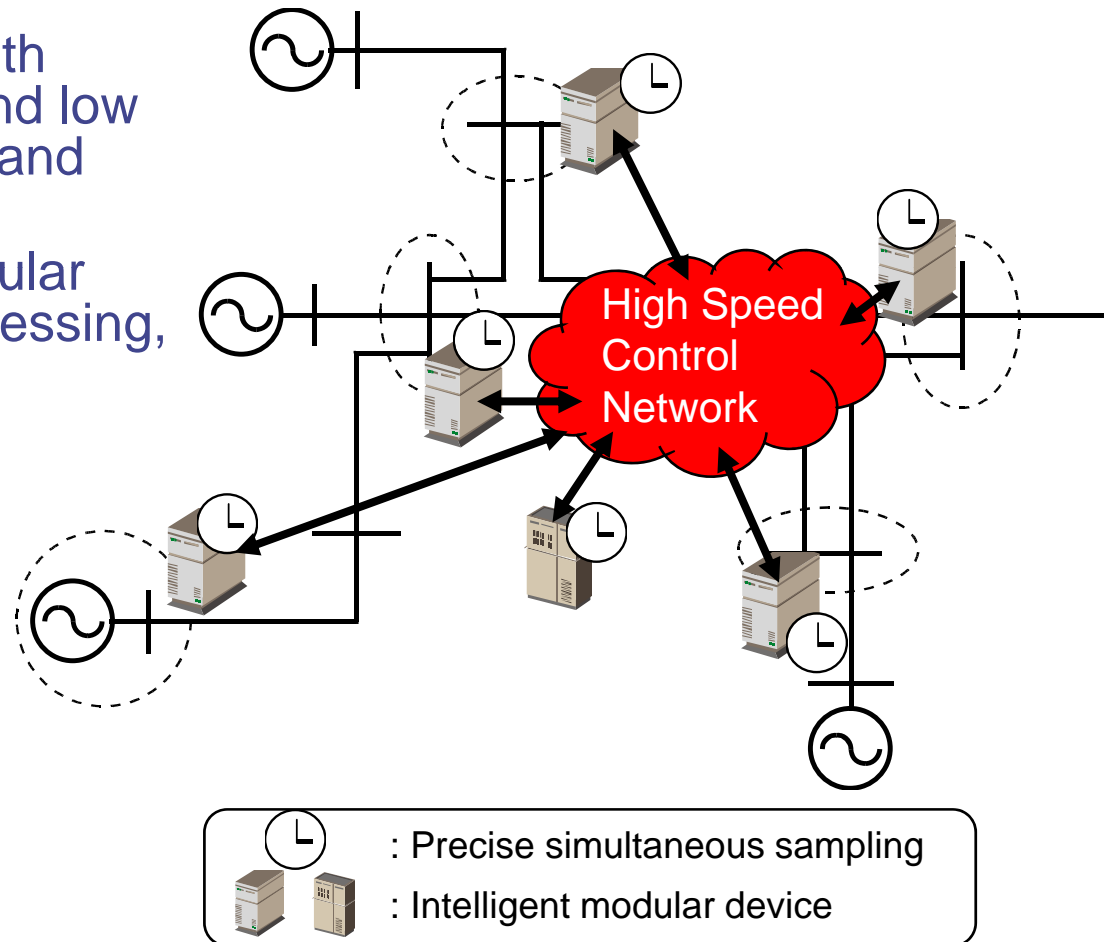 th
nd low
and
ular
essing,
High Speed
Control
Network
: Precise simultaneous sampling
: Intelligent modular device